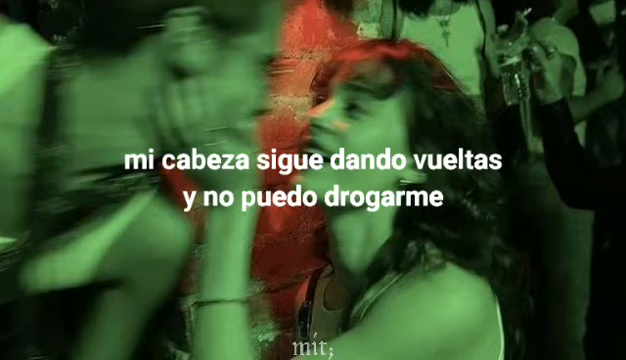 mi cabeza sigue dando vueltas
y no puedo drogarme
mit;